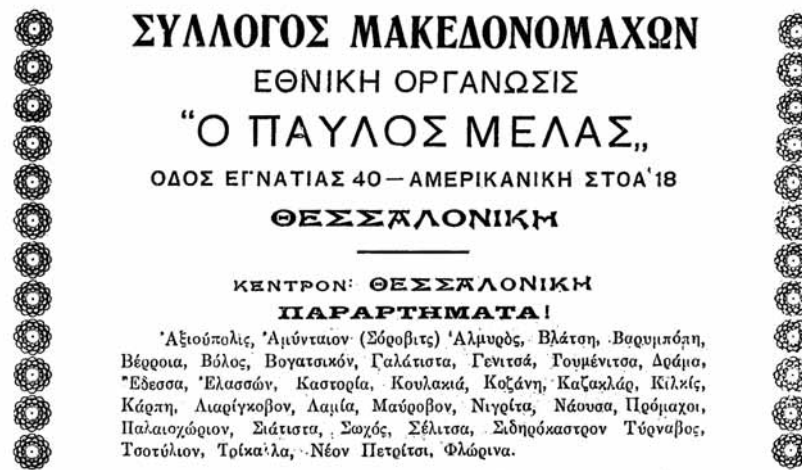 ΣΥΛΛΟΓΟΣ ΜΑΚΕΔΟΝΟΜΑΧΩΝ
ΕΘΝΙΚΗ ΟΡΓΑΝΩΣΙΣ
"Ο ΠΑΥΛΟΣ ΜΕΛΑΣ„
ΟΔΟΣ ΕΓΝΑΤΙΑΣ 40 — ΑΜΕΡΙΚΑΝΙΚΗ ΣΤΟΑ' 18
ΘΕΣΣΑΛΟΝΙΚΗ
ΚΕΝΤΡΟΝ: ΘΕΣΣΑΛΟΝΙΚΗ
ΠΑΡΑΡΤΗΜΑΤΑ!
Ἀξιούπολις, Ἀμύνταιον (Σόροβιτς) Ἁλμυρὸς, Βλάτση, Βαρυμπόπη,
Βέρροια, Βόλος, Βογατσικόν, Γαλάτιστα, Γενιτσά, Γουμένιτσα, Δράμα,
Ἔδεσσα, Ἐλασσών, Καστορία, Κουλακιά, Κοζάνη, Καζακλάρ, Κιλκίς,
Κάρπη, Λιαρίγκοβον, Λαμία, Μαύροβον, Νιγρίτα, Νάουσα, Πρόμαχοι,
Παλαιοχώριον, Σιάτιστα, Σωχός, Σέλιτσα, Σιδηρόκαστρον Τύρναβος,
Τσοτύλιον, Τρίκαλλα, Νέον Πετρίτσι, Φλώρινα.